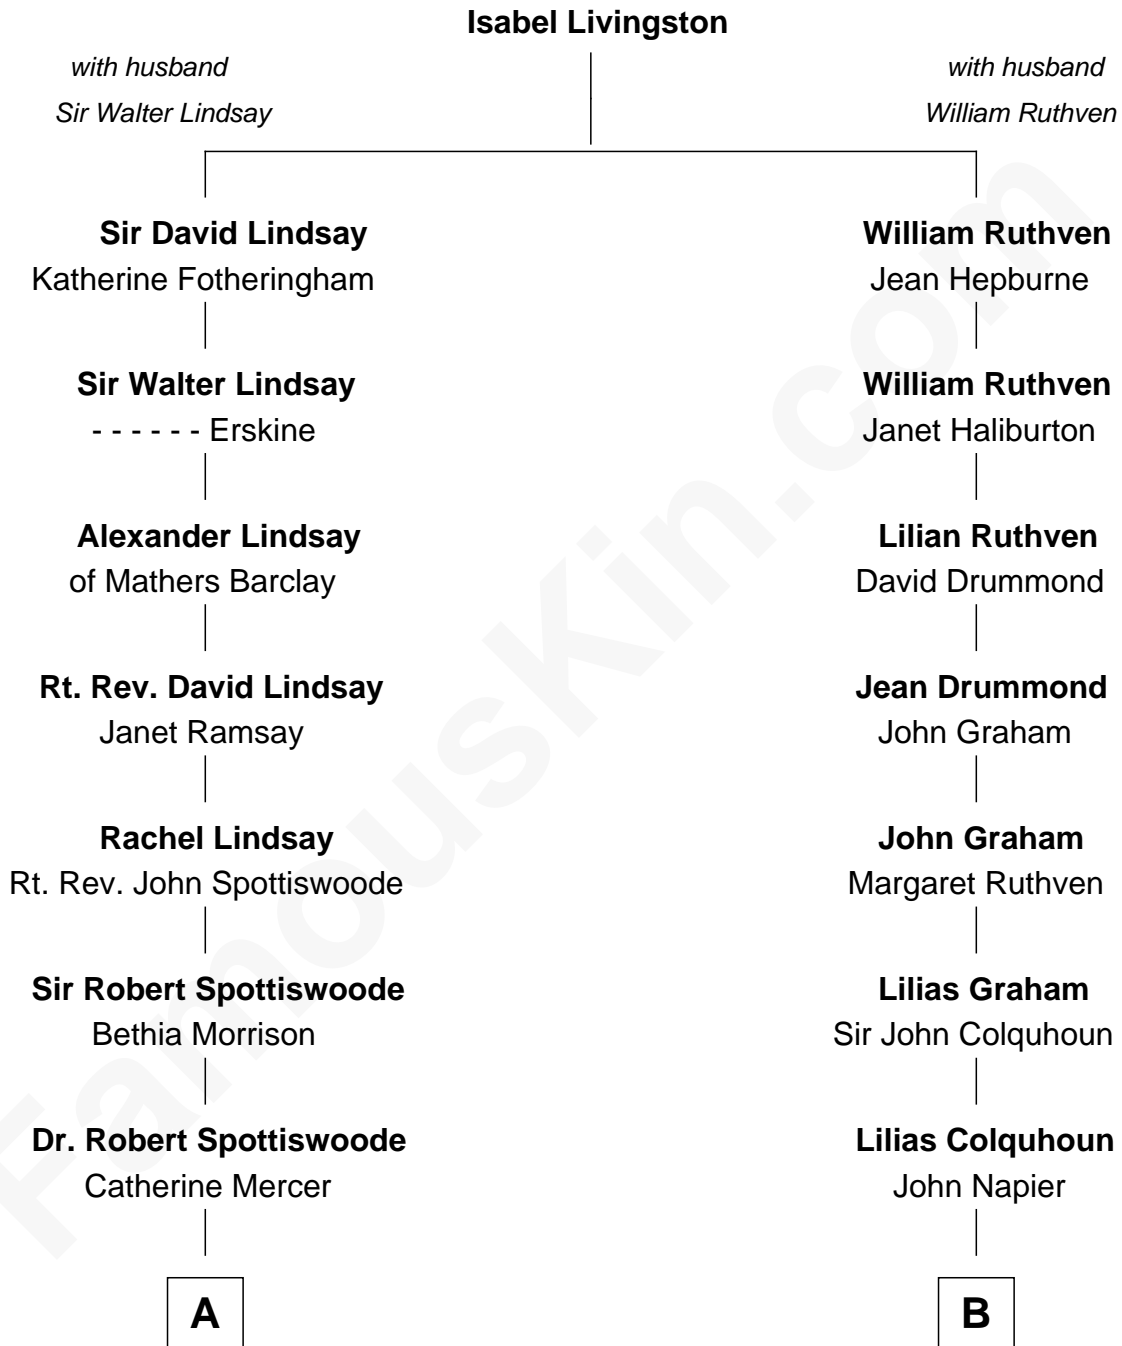 Isabel Livingston
with husband
Sir Walter Lindsay
with husband
William Ruthven
Sir David Lindsay
Katherine Fotheringham
Sir Walter Lindsay
- - - - - - Erskine
Alexander Lindsay
of Mathers Barclay
Rt. Rev. David Lindsay
Janet Ramsay
Rachel Lindsay
Rt. Rev. John Spottiswoode
Sir Robert Spottiswoode
Bethia Morrison
Dr. Robert Spottiswoode
Catherine Mercer
A
William Ruthven
Jean Hepburne
William Ruthven
Janet Haliburton
Lilian Ruthven
David Drummond
Jean Drummond
John Graham
John Graham
Margaret Ruthven
Lilias Graham
Sir John Colquhoun
Lilias Colquhoun
John Napier
B
FamousKin.com